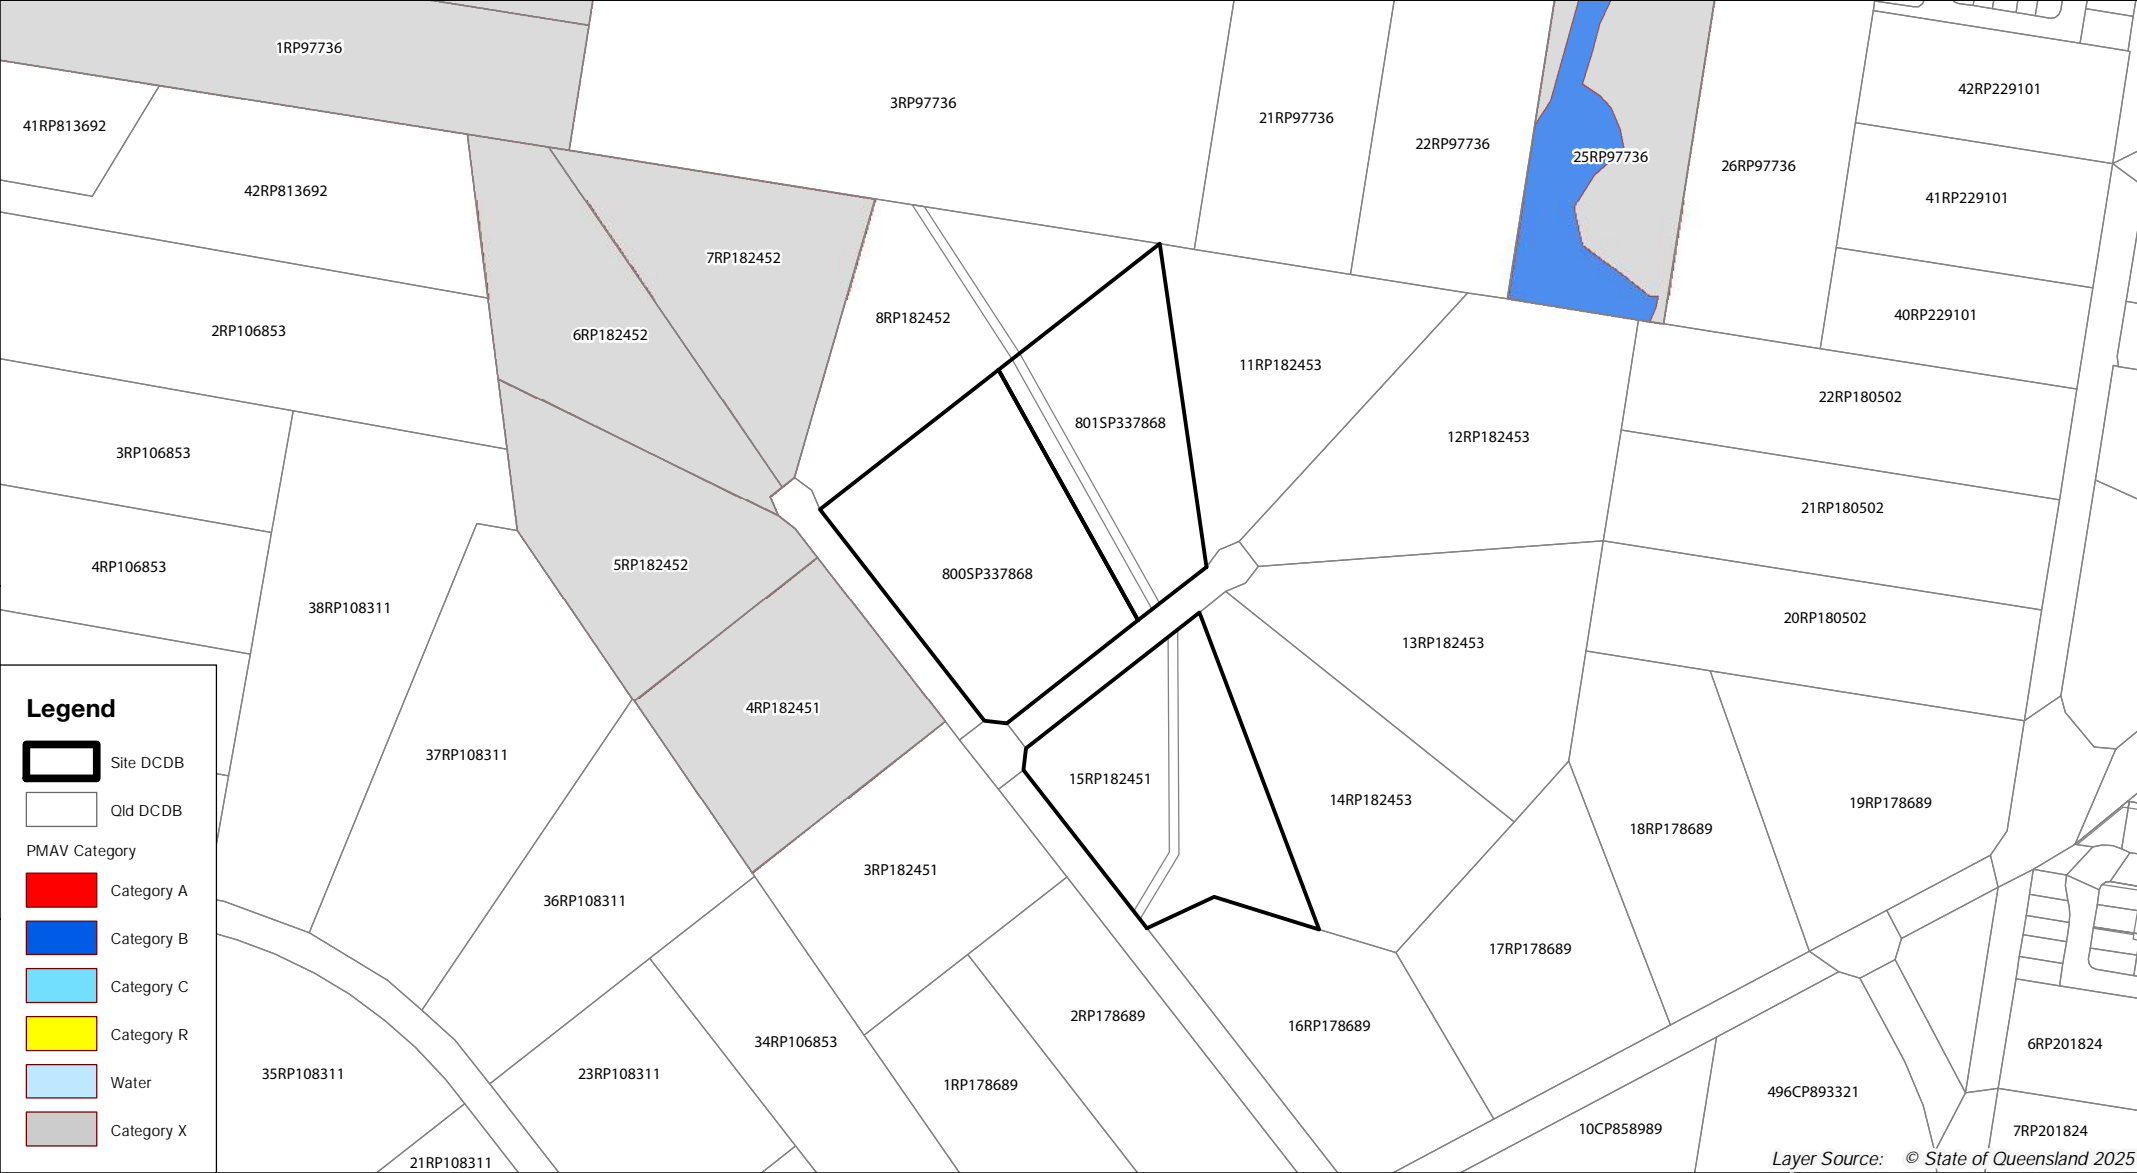 1RP97736
3RP97736
21RP97736
22RP97736
25RP97736
26RP97736
42RP229101
41RP229101
40RP229101
41RP813692
42RP813692
2RP106853
3RP106853
4RP106853
38RP108311
37RP108311
36RP108311
35RP108311
21RP108311
23RP108311
34RP106853
6RP182452
7RP182452
8RP182452
5RP182452
4RP182451
3RP182451
800SP337868
801SP337868
11RP182453
12RP182453
13RP182453
14RP182453
15RP182451
22RP180502
21RP180502
20RP180502
19RP178689
18RP178689
17RP178689
16RP178689
2RP178689
1RP178689
10CP858989
496CP893321
6RP201824
7RP201824
Legend
Site DCDB
Qld DCDB
PMAV Category
Category A
Category B
Category C
Category R
Water
Category X
Layer Source: © State of Queensland 2025